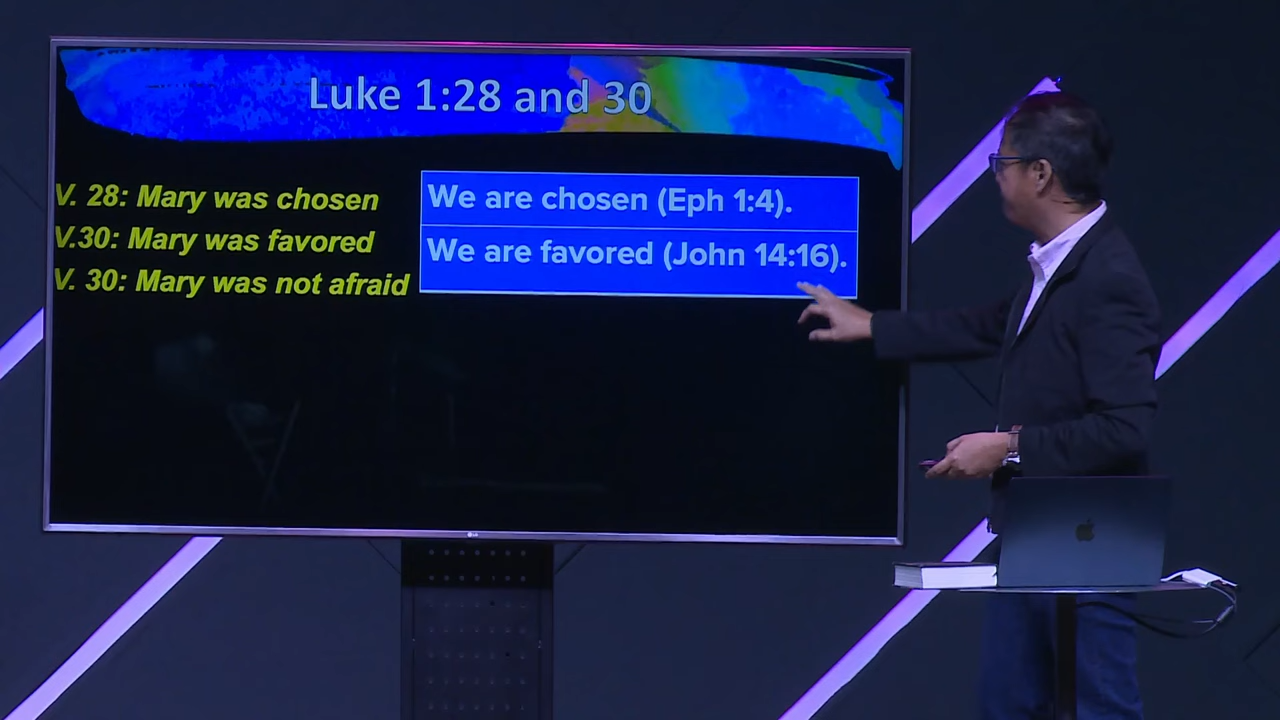 Luke 1:28 and 30
V. 28: Mary was chosen
V.30: Mary was favored
V. 30: Mary was not afraid
We are chosen (Eph 1:4).
We are favored (John 14:16).
LG